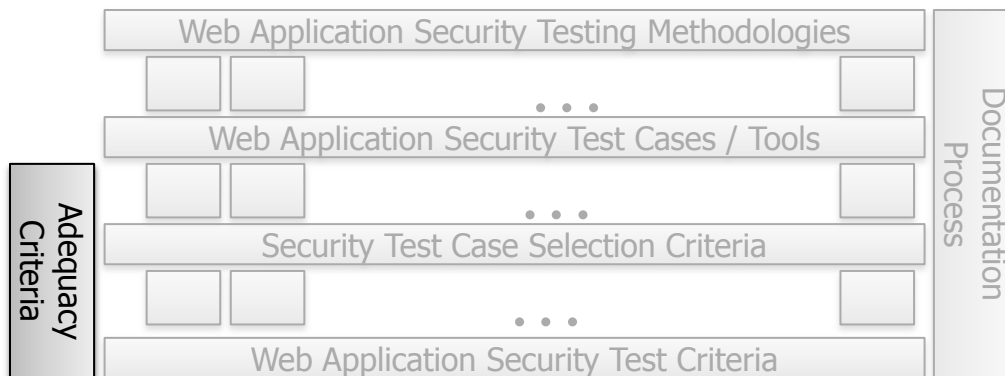 Web Application Security Testing Methodologies
. . .
Web Application Security Test Cases / Tools
. . .
Security Test Case Selection Criteria
. . .
Web Application Security Test Criteria
Adequacy
Criteria
Documentation
Process